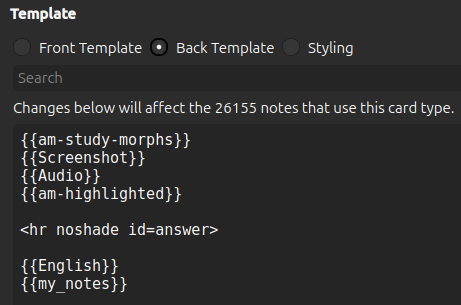 Template
Front Template Back Template Styling
Search
Changes below will affect the 26155 notes that use this card type.
{{am-study-morphs}}
{{Screenshot}}
{{Audio}}
{{am-highlighted}}
<hr noshade id=answer>
{{English}}
{{my_notes}}